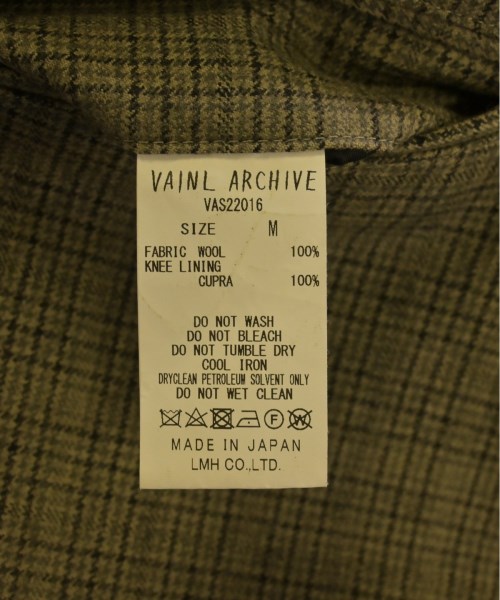 VAINL ARCHIVE
VAS22016
SIZE M
FABRIC WOOL 100%
KNEE LINING
CUPRA 100%
DO NOT WASH
DO NOT BLEACH
DO NOT TUMBLE DRY
COOL IRON
DRYCLEAN PETROLEUM SOLVENT ONLY
DO NOT WET CLEAN
F W
MADE IN JAPAN
LMH CO.,LTD.